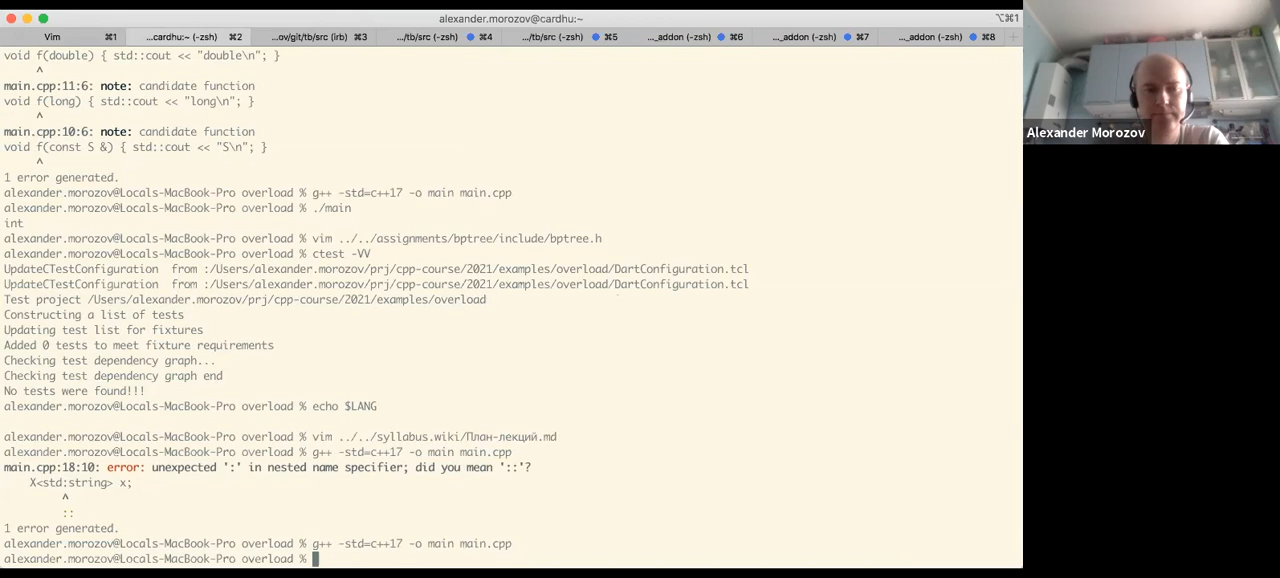 alexander.morozov@cardhu:~
⌥⌘1
Vim ⌘1 ...cardhu:~ (-zsh) ⌘2 ...ov/git/tb/src (irb) ⌘3 .../tb/src (-zsh) ⌘4 .../tb/src (-zsh) ⌘5 ..._addon (-zsh) ⌘6 ..._addon (-zsh) ⌘7 ..._addon (-zsh) ⌘8
void f(double) { std::cout << "double\n"; }
^
main.cpp:11:6: note: candidate function
void f(long) { std::cout << "long\n"; }
^
main.cpp:10:6: note: candidate function
void f(const S &) { std::cout << "S\n"; }
^
1 error generated.
alexander.morozov@Locals-MacBook-Pro overload % g++ -std=c++17 -o main main.cpp
alexander.morozov@Locals-MacBook-Pro overload % ./main
int
alexander.morozov@Locals-MacBook-Pro overload % vim ../../assignments/bptree/include/bptree.h
alexander.morozov@Locals-MacBook-Pro overload % ctest -VV
UpdateCTestConfiguration  from :/Users/alexander.morozov/prj/cpp-course/2021/examples/overload/DartConfiguration.tcl
UpdateCTestConfiguration  from :/Users/alexander.morozov/prj/cpp-course/2021/examples/overload/DartConfiguration.tcl
Test project /Users/alexander.morozov/prj/cpp-course/2021/examples/overload
Constructing a list of tests
Updating test list for fixtures
Added 0 tests to meet fixture requirements
Checking test dependency graph...
Checking test dependency graph end
No tests were found!!!
alexander.morozov@Locals-MacBook-Pro overload % echo $LANG
alexander.morozov@Locals-MacBook-Pro overload % vim ../../syllabus.wiki/План-лекций.md
alexander.morozov@Locals-MacBook-Pro overload % g++ -std=c++17 -o main main.cpp
main.cpp:18:10: error: unexpected ':' in nested name specifier; did you mean '::'?
X<std:string> x;
^
::
1 error generated.
alexander.morozov@Locals-MacBook-Pro overload % g++ -std=c++17 -o main main.cpp
alexander.morozov@Locals-MacBook-Pro overload %
Alexander Morozov